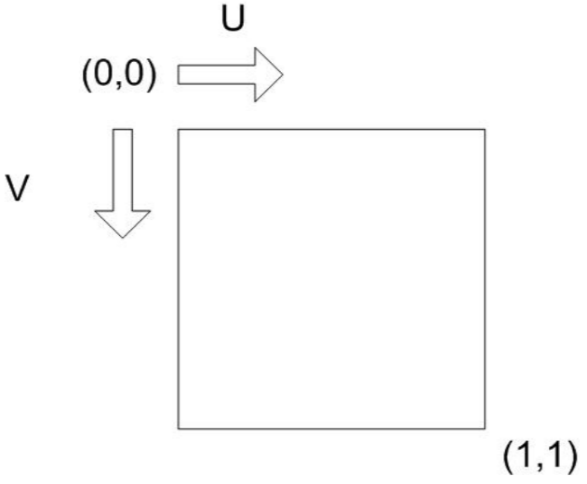 U
(0,0)
V
(1,1)